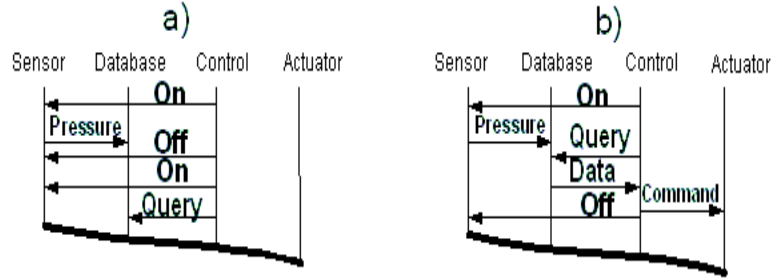 a)
Sensor Database Control Actuator
On
Pressure
Off
On
Query
b)
Sensor Database Control Actuator
On
Pressure
Query
Data
Command
Off